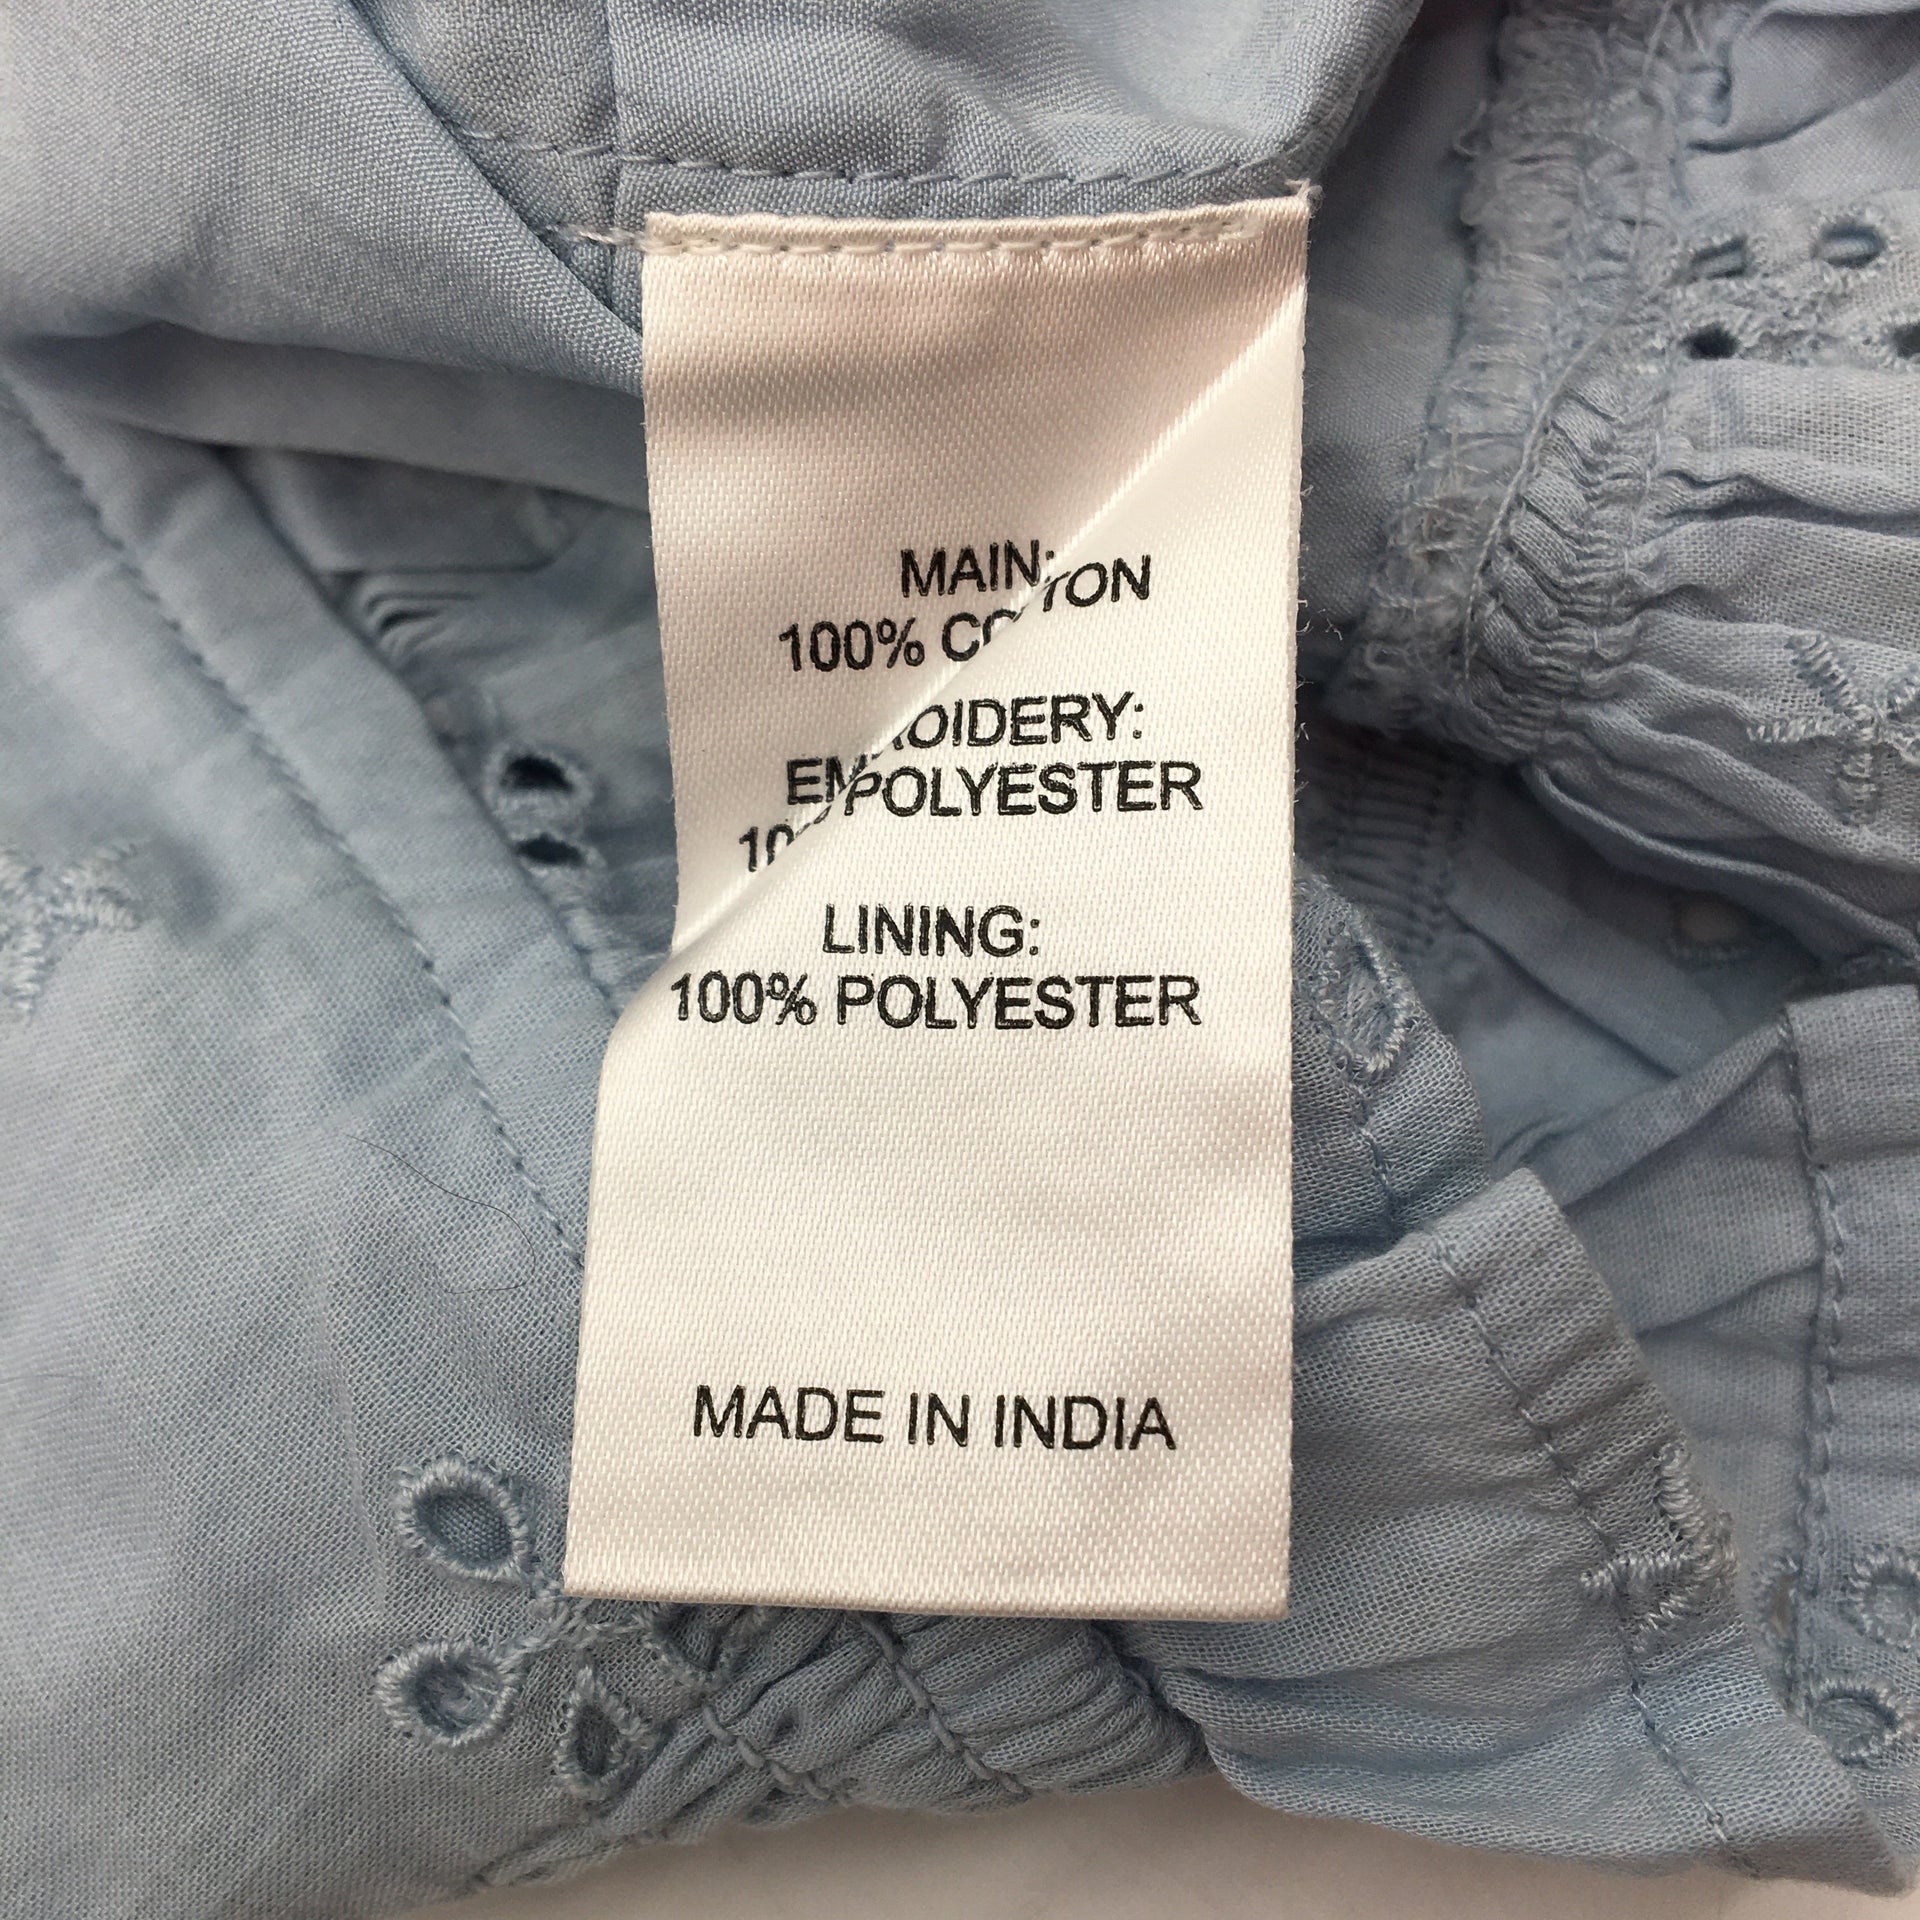 MAIN:
100% COTTON
EMBROIDERY:
100% POLYESTER
LINING:
100% POLYESTER
MADE IN INDIA